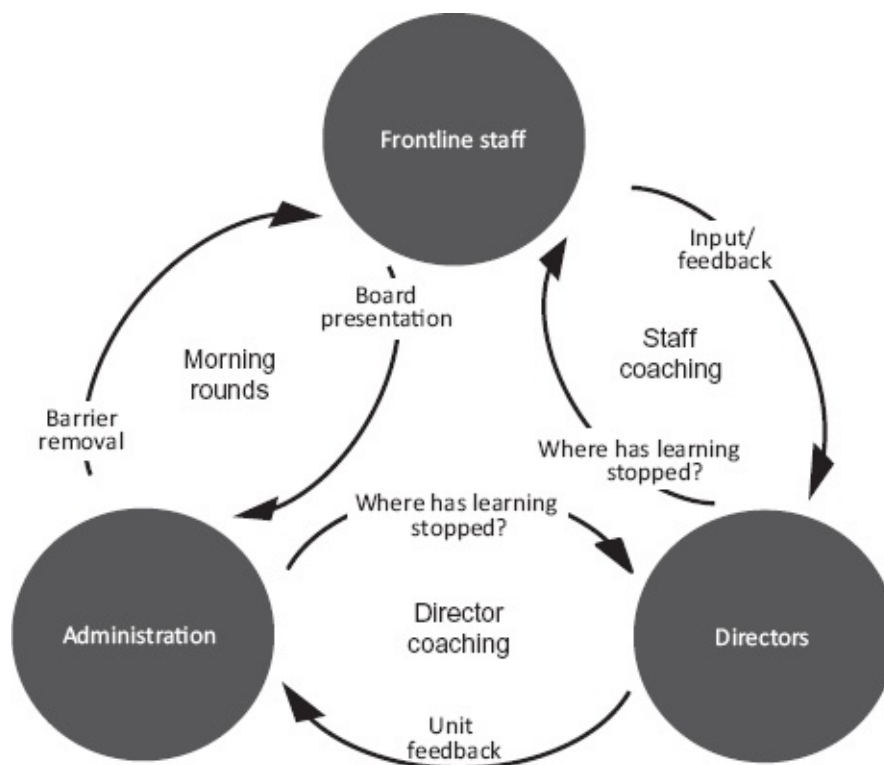 Frontline staff
Input/
feedback
Board
presentation
Staff
coaching
Morning
rounds
Barrier
removal
Where has learning
stopped?
Where has learning
stopped?
Administration
Director
coaching
Directors
Unit
feedback